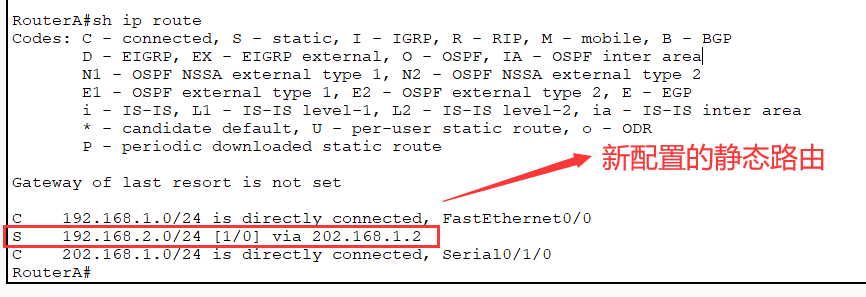 RouterA#sh ip route
Codes: C - connected, S - static, I - IGRP, R - RIP, M - mobile, B - BGP
D - EIGRP, EX - EIGRP external, O - OSPF, IA - OSPF inter area
N1 - OSPF NSSA external type 1, N2 - OSPF NSSA external type 2
E1 - OSPF external type 1, E2 - OSPF external type 2, E - EGP
i - IS-IS, L1 - IS-IS level-1, L2 - IS-IS level-2, ia - IS-IS inter area
* - candidate default, U - per-user static route, o - ODR
P - periodic downloaded static route
新配置的静态路由
Gateway of last resort is not set
C 192.168.1.0/24 is directly connected, FastEthernet0/0
S 192.168.2.0/24 [1/0] via 202.168.1.2
C 202.168.1.0/24 is directly connected, Serial0/1/0
RouterA#